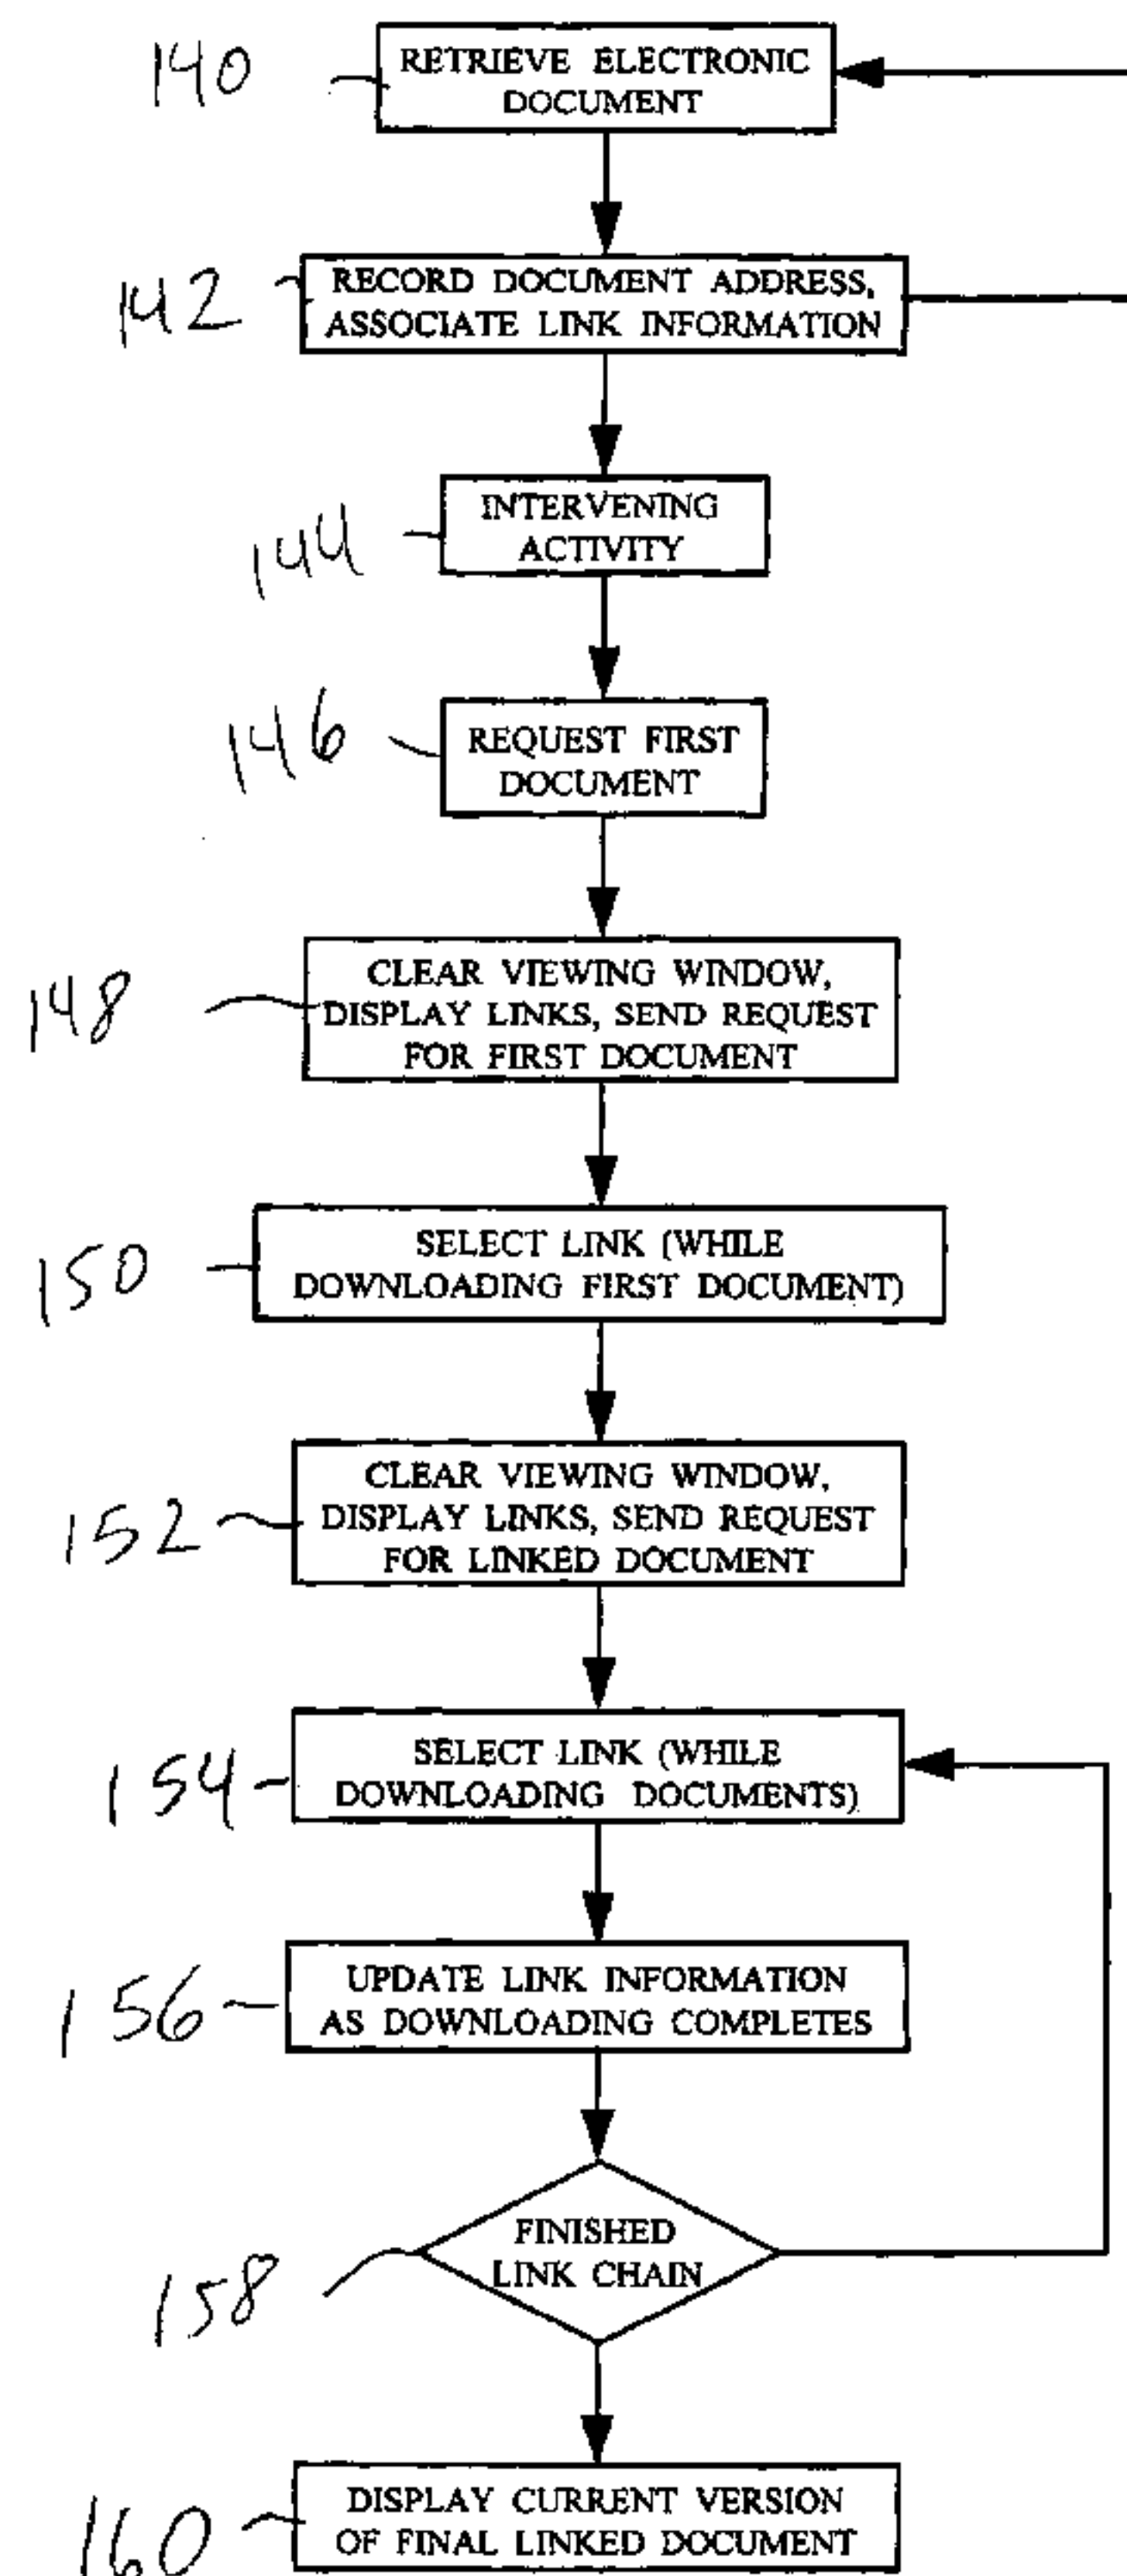 140
RETRIEVE ELECTRONIC
DOCUMENT
142
RECORD DOCUMENT ADDRESS,
ASSOCIATE LINK INFORMATION
144
INTERVENING
ACTIVITY
146
REQUEST FIRST
DOCUMENT
148
CLEAR VIEWING WINDOW,
DISPLAY LINKS, SEND REQUEST
FOR FIRST DOCUMENT
150
SELECT LINK (WHILE
DOWNLOADING FIRST DOCUMENT)
152
CLEAR VIEWING WINDOW,
DISPLAY LINKS, SEND REQUEST
FOR LINKED DOCUMENT
154
SELECT LINK (WHILE
DOWNLOADING DOCUMENTS)
156
UPDATE LINK INFORMATION
AS DOWNLOADING COMPLETES
158
FINISHED
LINK CHAIN
160
DISPLAY CURRENT VERSION
OF FINAL LINKED DOCUMENT